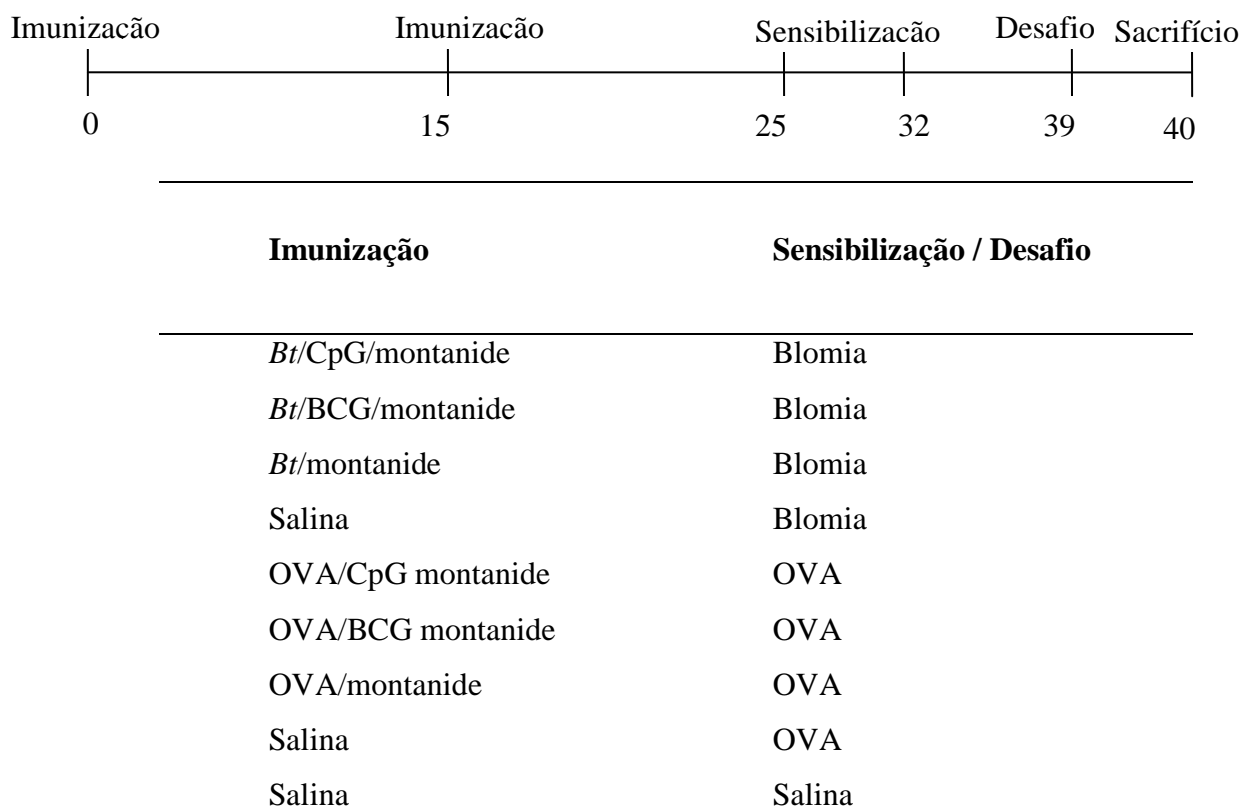 Imunizacão Imunizacão Sensibilizacão Desafio Sacrifício
0 15 25 32 39 40
Imunização Sensibilização / Desafio
Bt/CpG/montanide Blomia
Bt/BCG/montanide Blomia
Bt/montanide Blomia
Salina Blomia
OVA/CpG montanide OVA
OVA/BCG montanide OVA
OVA/montanide OVA
Salina OVA
Salina Salina